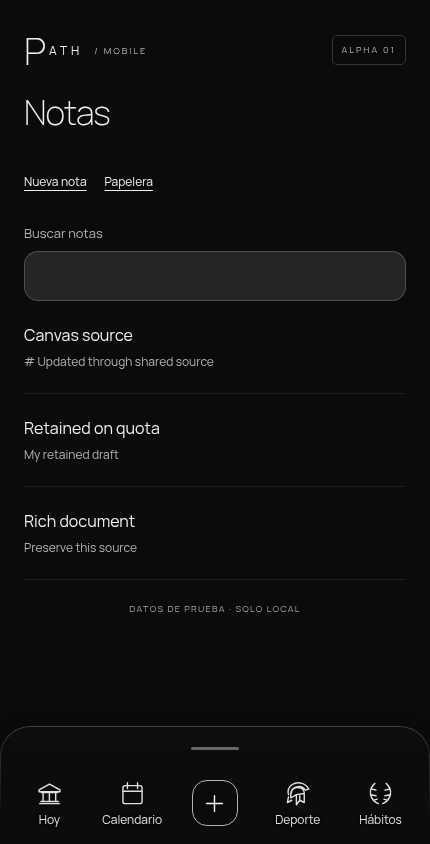 PATH / MOBILE
ALPHA 01
Notas
Nueva nota Papelera
Buscar notas
Canvas source
# Updated through shared source
Retained on quota
My retained draft
Rich document
Preserve this source
DATOS DE PRUEBA · SOLO LOCAL
Hoy Calendario Deporte Hábitos